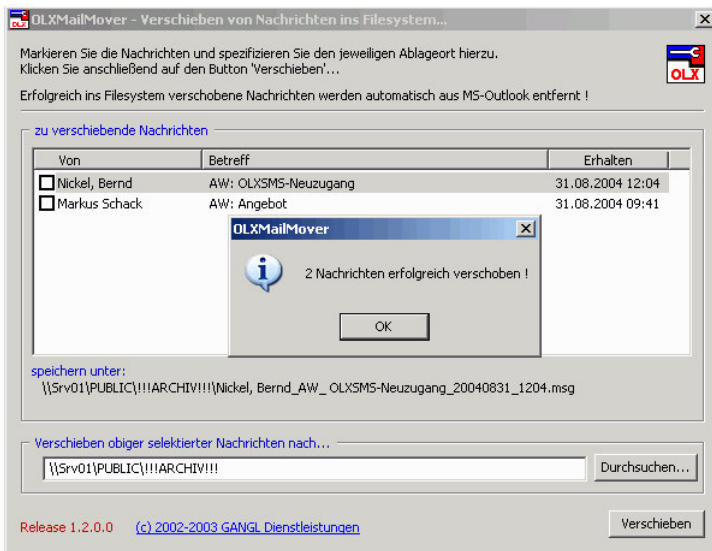 OLXMailMover - Verschieben von Nachrichten ins Filesystem...
Markieren Sie die Nachrichten und spezifizieren Sie den jeweiligen Ablageort hierzu.
Klicken Sie anschließend auf den Button 'Verschieben'...
OLX
Erfolgreich ins Filesystem verschobene Nachrichten werden automatisch aus MS-Outlook entfernt !
zu verschiebende Nachrichten
Von Betreff Erhalten
Nickel, Bernd AW: OLXSMS-Neuzugang 31.08.2004 12:04
Markus Schack AW: Angebot 31.08.2004 09:41
OLXMailMover
2 Nachrichten erfolgreich verschoben !
OK
speichern unter:
\\Srv01\PUBLIC\!!!ARCHIV!!!\Nickel, Bernd_AW_ OLXSMS-Neuzugang_20040831_1204.msg
Verschieben obiger selektierter Nachrichten nach...
\\Srv01\PUBLIC\!!!ARCHIV!!! Durchsuchen...
Release 1.2.0.0 (c) 2002-2003 GANGL Dienstleistungen Verschieben